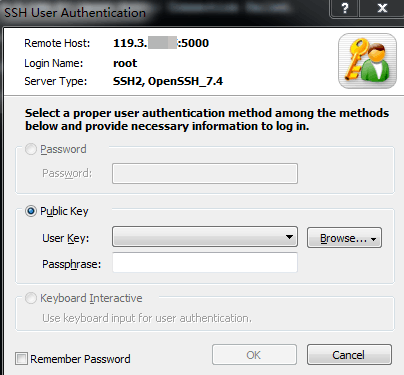 SSH User Authentication
Remote Host: 119.3. :5000
Login Name: root
Server Type: SSH2, OpenSSH_7.4
Select a proper user authentication method among the methods
below and provide necessary information to log in.
Password
Password:
Public Key
User Key:
Browse...
Passphrase:
Keyboard Interactive
Use keyboard input for user authentication.
Remember Password
OK
Cancel